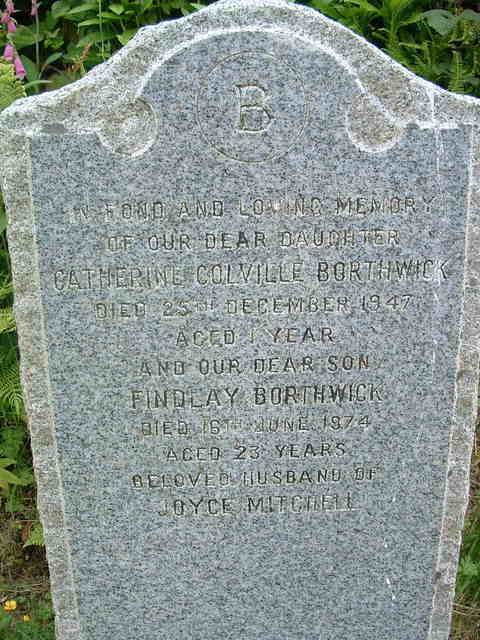 B
IN FOND AND LOVING MEMORY
OF OUR DEAR DAUGHTER
CATHERINE COLVILLE BORTHWICK
DIED 25TH DECEMBER 1947
AGED 1 YEAR
AND OUR DEAR SON
FINDLAY BORTHWICK
DIED 16TH JUNE 1974
AGED 23 YEARS
BELOVED HUSBAND OF
JOYCE MITCHELL